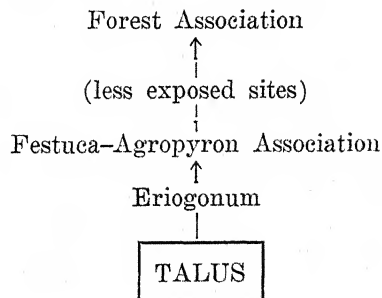 Forest Association
(less exposed sites)
Festuca–Agropyron Association
Eriogonum
TALUS